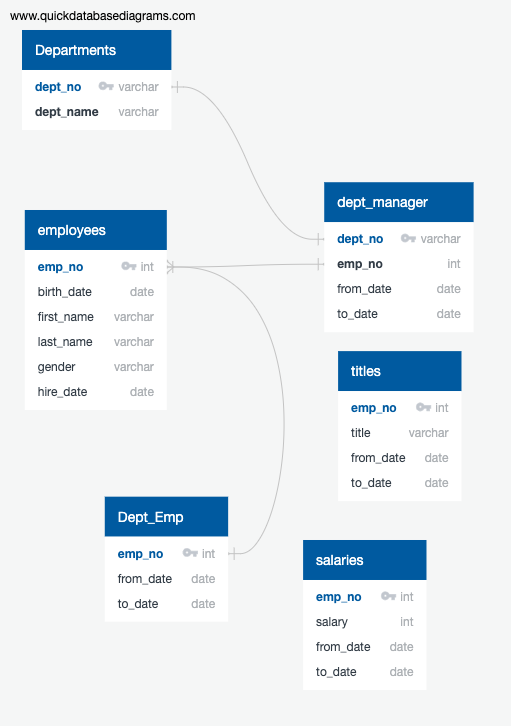 www.quickdatabasediagrams.com
Departments
dept_no varchar
dept_name varchar
dept_manager
dept_no varchar
emp_no int
from_date date
to_date date
employees
emp_no int
birth_date date
first_name varchar
last_name varchar
gender varchar
hire_date date
titles
emp_no int
title varchar
from_date date
to_date date
Dept_Emp
emp_no int
from_date date
to_date date
salaries
emp_no int
salary int
from_date date
to_date date